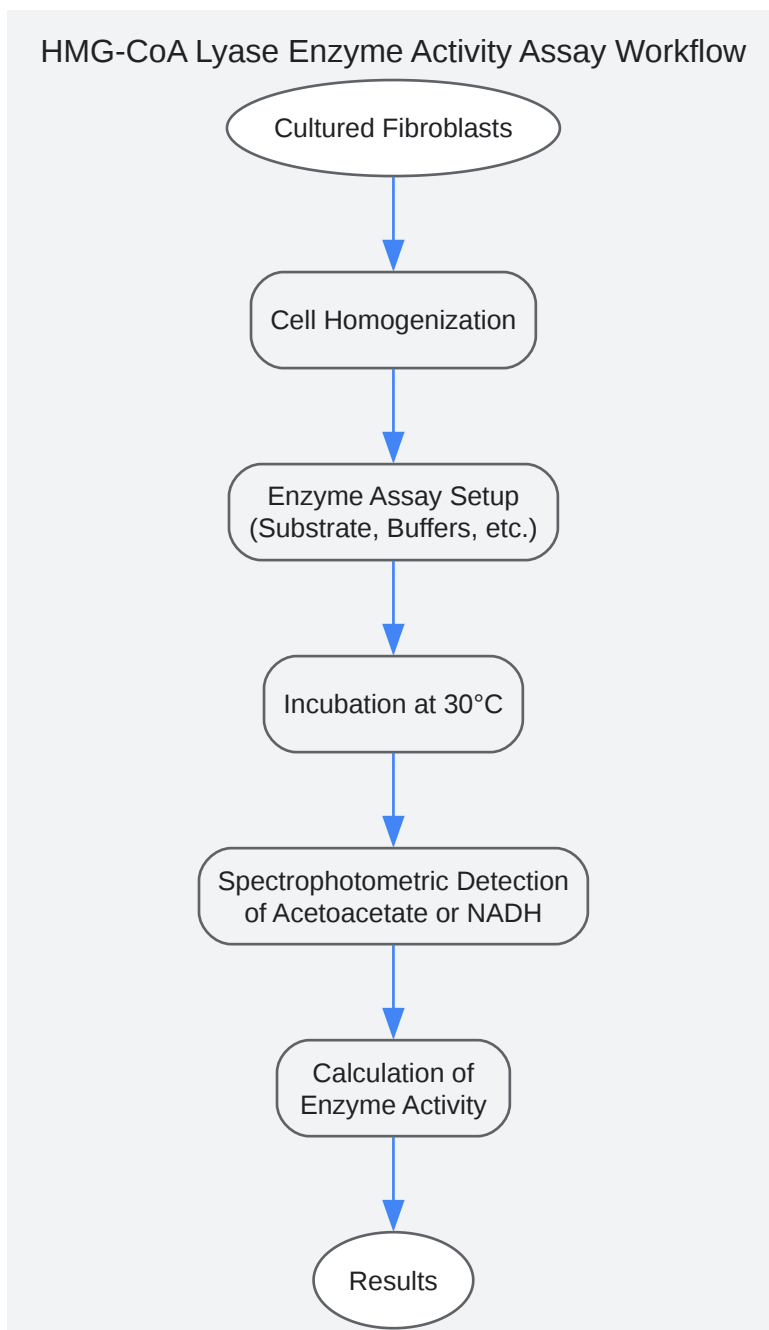 HMG-CoA Lyase Enzyme Activity Assay Workflow
Cultured Fibroblasts
Cell Homogenization
Enzyme Assay Setup
(Substrate, Buffers, etc.)
Incubation at 30°C
Spectrophotometric Detection
of Acetoacetate or NADH
Calculation of
Enzyme Activity
Results